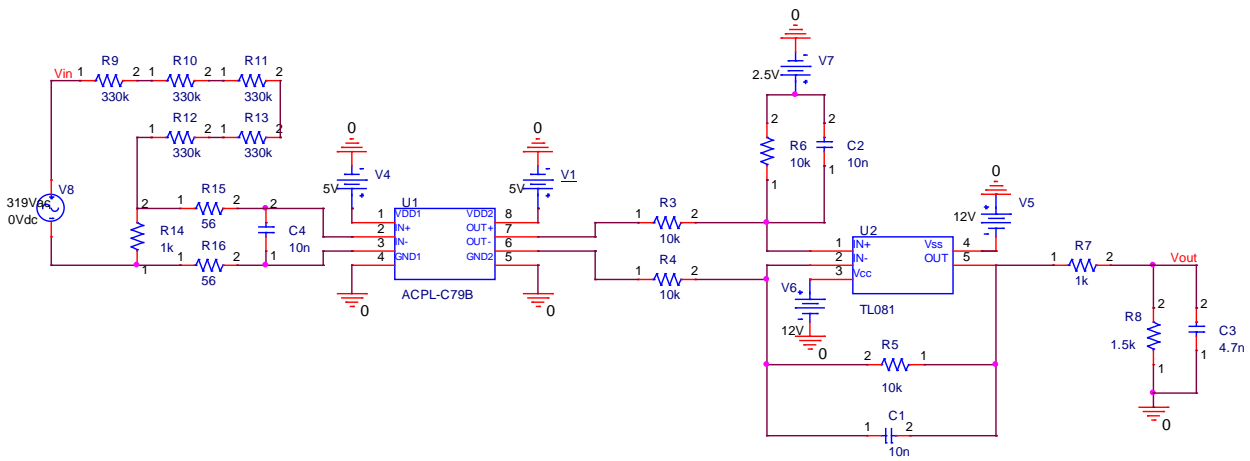 0
V7
2.5V
R9
R10
R11
Vin 1 2 1 2 1 2
330k 330k 330k
R12 R13
1 2 1 2
330k 330k
2 2
R6 C2
10k 10n
1 1
0 0
V8
319Vac
0Vdc
V4 V1
5V 5V
R15
1 2 2
56
2
R14
1k
1
C4
10n
1
R16
1 2
56
U1
1 VDD1 VDD2 8
2 IN+ OUT+ 7
3 IN- OUT- 6
4 GND1 GND2 5
ACPL-C79B
0 0
R3
1 2
10k
R4
1 2
10k
0
12V V5
U2
1 IN+ Vss 4
2 IN- OUT 5
3 Vcc
TL081
V6
12V
0
R7
1 2
1k
Vout
2 2
R8 C3
1.5k 4.7n
1 1
0
R5
2 1
10k
C1
1 2
10n